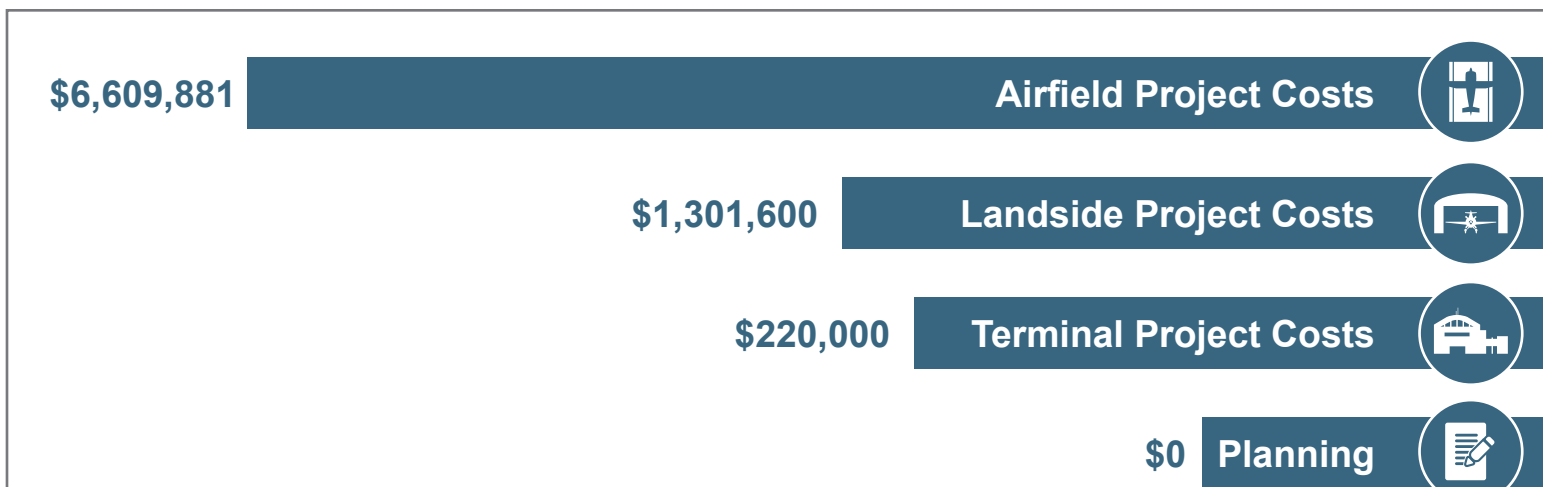 $6,609,881 Airfield Project Costs
$1,301,600 Landside Project Costs
$220,000 Terminal Project Costs
$0 Planning